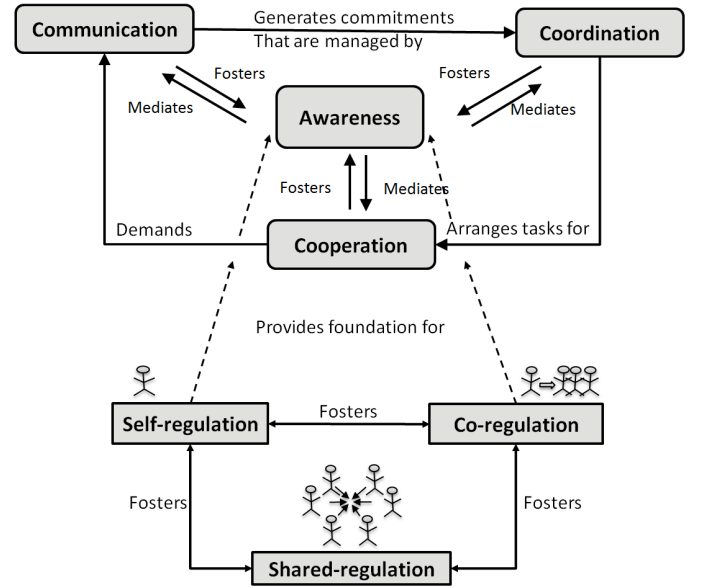 Communication
Generates commitments
That are managed by
Coordination
Fosters
Mediates
Fosters
Mediates
Awareness
Fosters
Mediates
Demands
Cooperation
Arranges tasks for
Provides foundation for
Self-regulation
Fosters
Co-regulation
Fosters
Fosters
Shared-regulation